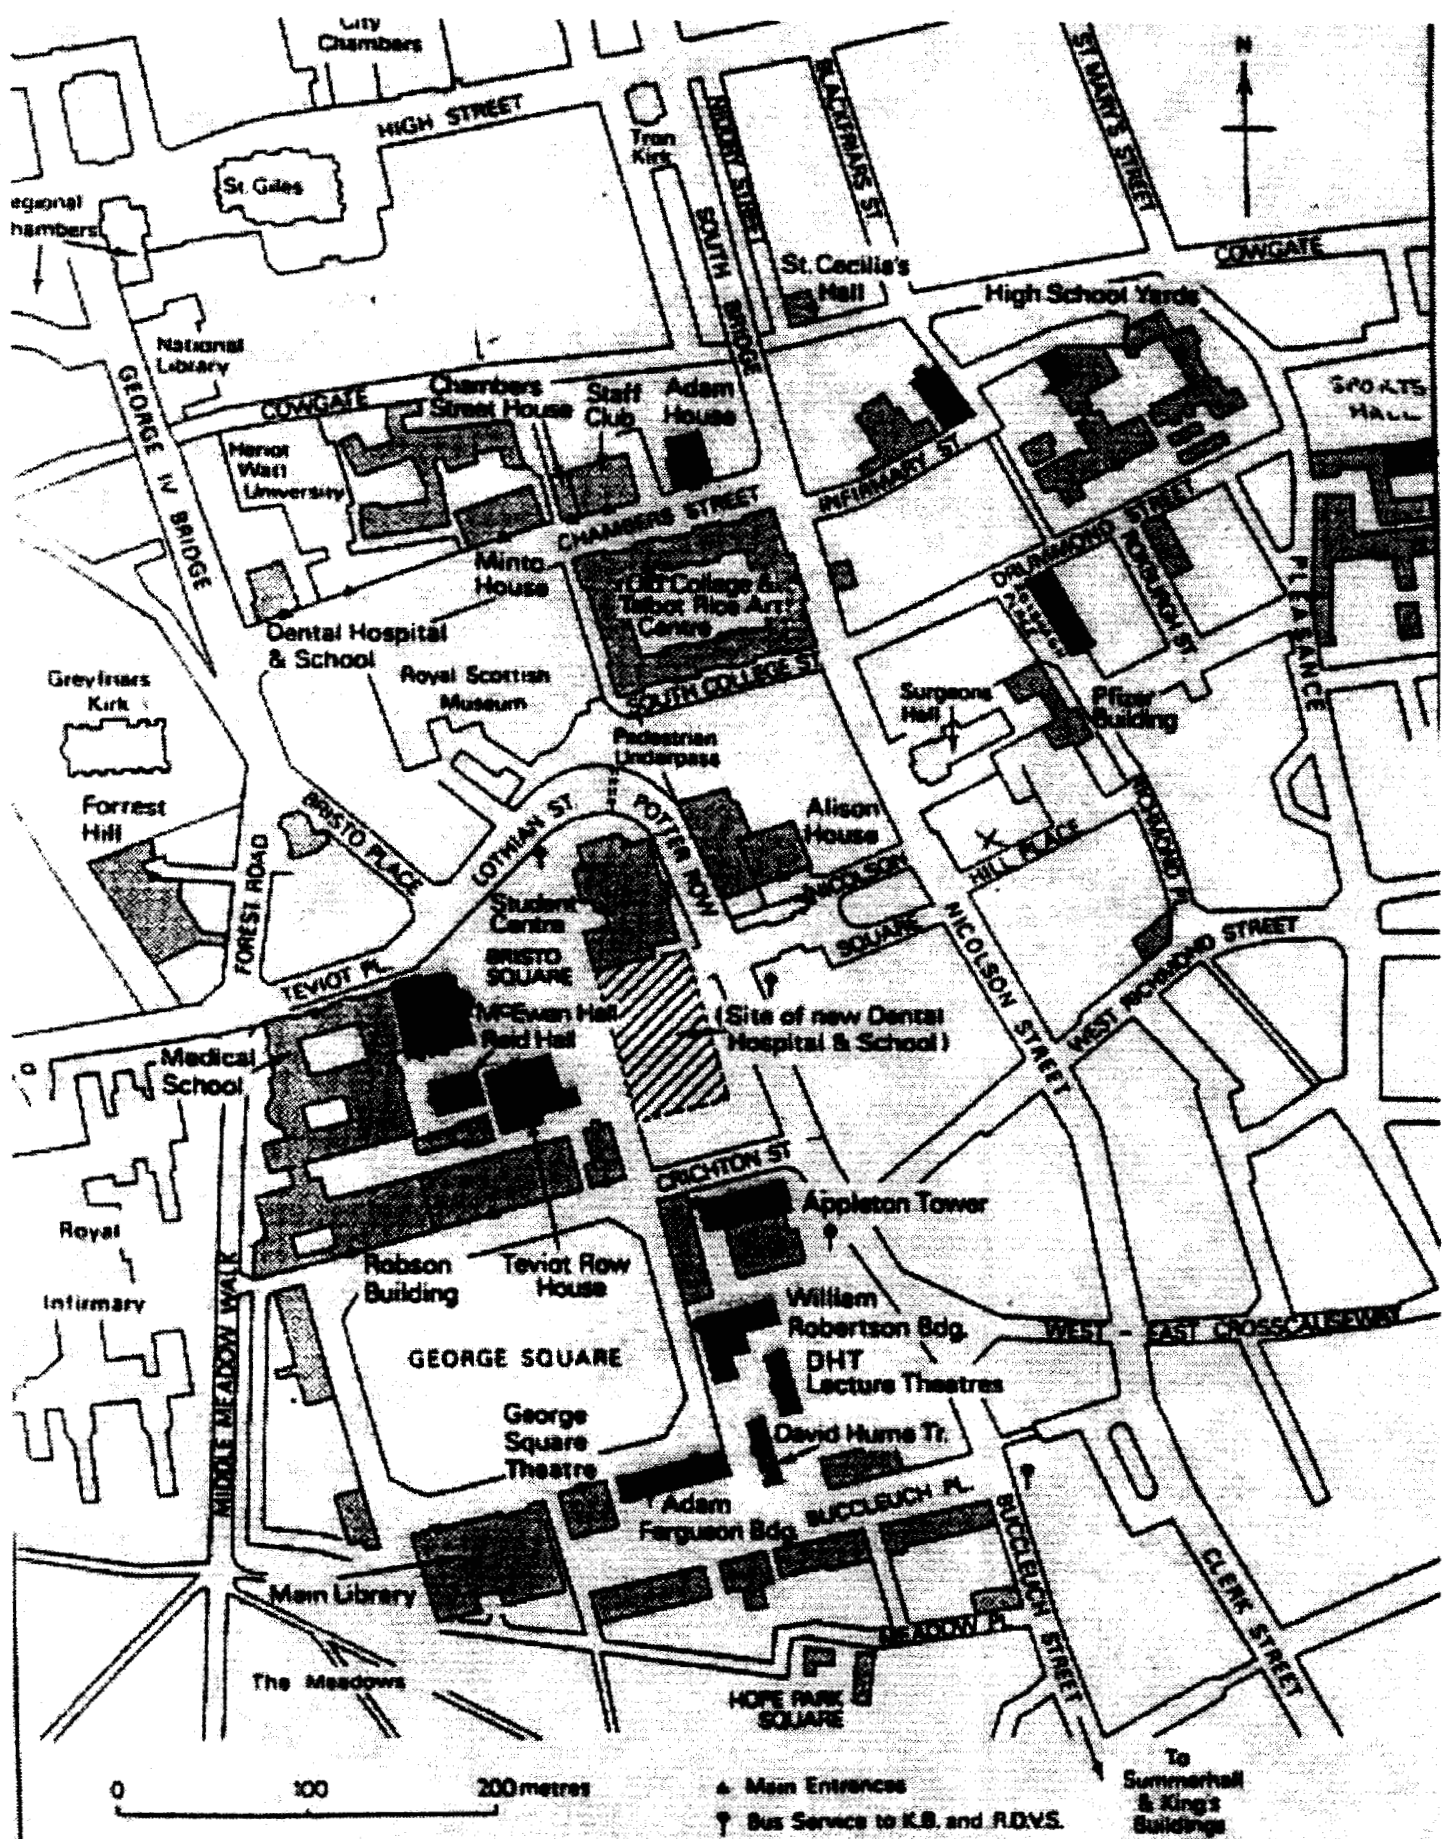 City
Chambers
HIGH STREET
Tron
Kirk
NIDDRY STREET
BLACKFRIARS ST.
ST. MARY'S STREET
N
St. Giles
egional
hambers
SOUTH BRIDGE
St. Cecilia's
Hall
COWGATE
High School Yards
National
Library
GEORGE IV BRIDGE
COWGATE
Chambers
Street House
Staff
Club
Adam
House
SPORTS
HALL
Heriot
Watt
University
INFIRMARY ST.
CHAMBERS STREET
DRUMMOND STREET
Minto
House
Old College &
Talbot Rice Art
Centre
ROXBURGH ST.
PLEASANCE
Dental Hospital
& School
Greyfriars
Kirk
Royal Scottish
Museum
SOUTH COLLEGE ST.
Surgeons
Hall
Pfizer
Building
Pedestrian
Underpass
Forrest
Hill
BRISTO PLACE
LOTHIAN ST.
POTTER ROW
Alison
House
HILL PLACE
RICHMOND PL.
FOREST ROAD
NICOLSON
SQUARE
Student
Centre
BRISTO
SQUARE
NICOLSON STREET
WEST RICHMOND STREET
TEVIOT PL.
McEwan Hall
Reid Hall
(Site of new Dental
Hospital & School)
Medical
School
CRICHTON ST.
Appleton Tower
Royal
Infirmary
Robson
Building
Teviot Row
House
MIDDLE MEADOW WALK
William
Robertson Bdg.
WEST - EAST CROSSCAUSEWAY
GEORGE SQUARE
DHT
Lecture Theatres
George
Square
Theatre
David Hume Tr.
Adam
Ferguson Bdg.
BUCCLEUCH PL.
BUCCLEUCH STREET
CLERK STREET
Main Library
MEADOW PL.
The Meadows
HOPE PARK
SQUARE
0 100 200 metres
Main Entrances
Bus Service to K.B. and R.D.V.S.
To
Summerhall
& King's
Buildings